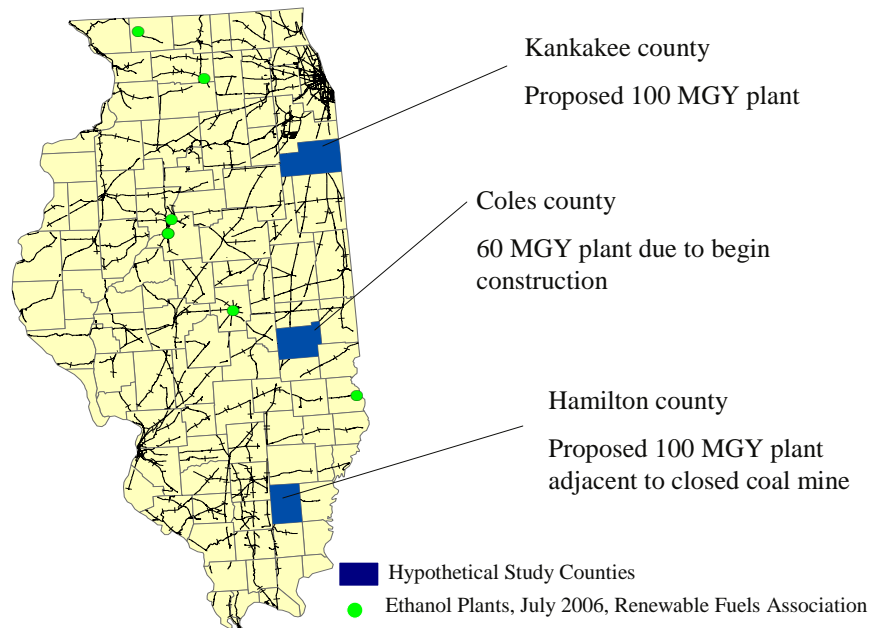 Kankakee county
Proposed 100 MGY plant
Coles county
60 MGY plant due to begin
construction
Hamilton county
Proposed 100 MGY plant
adjacent to closed coal mine
Hypothetical Study Counties
Ethanol Plants, July 2006, Renewable Fuels Association